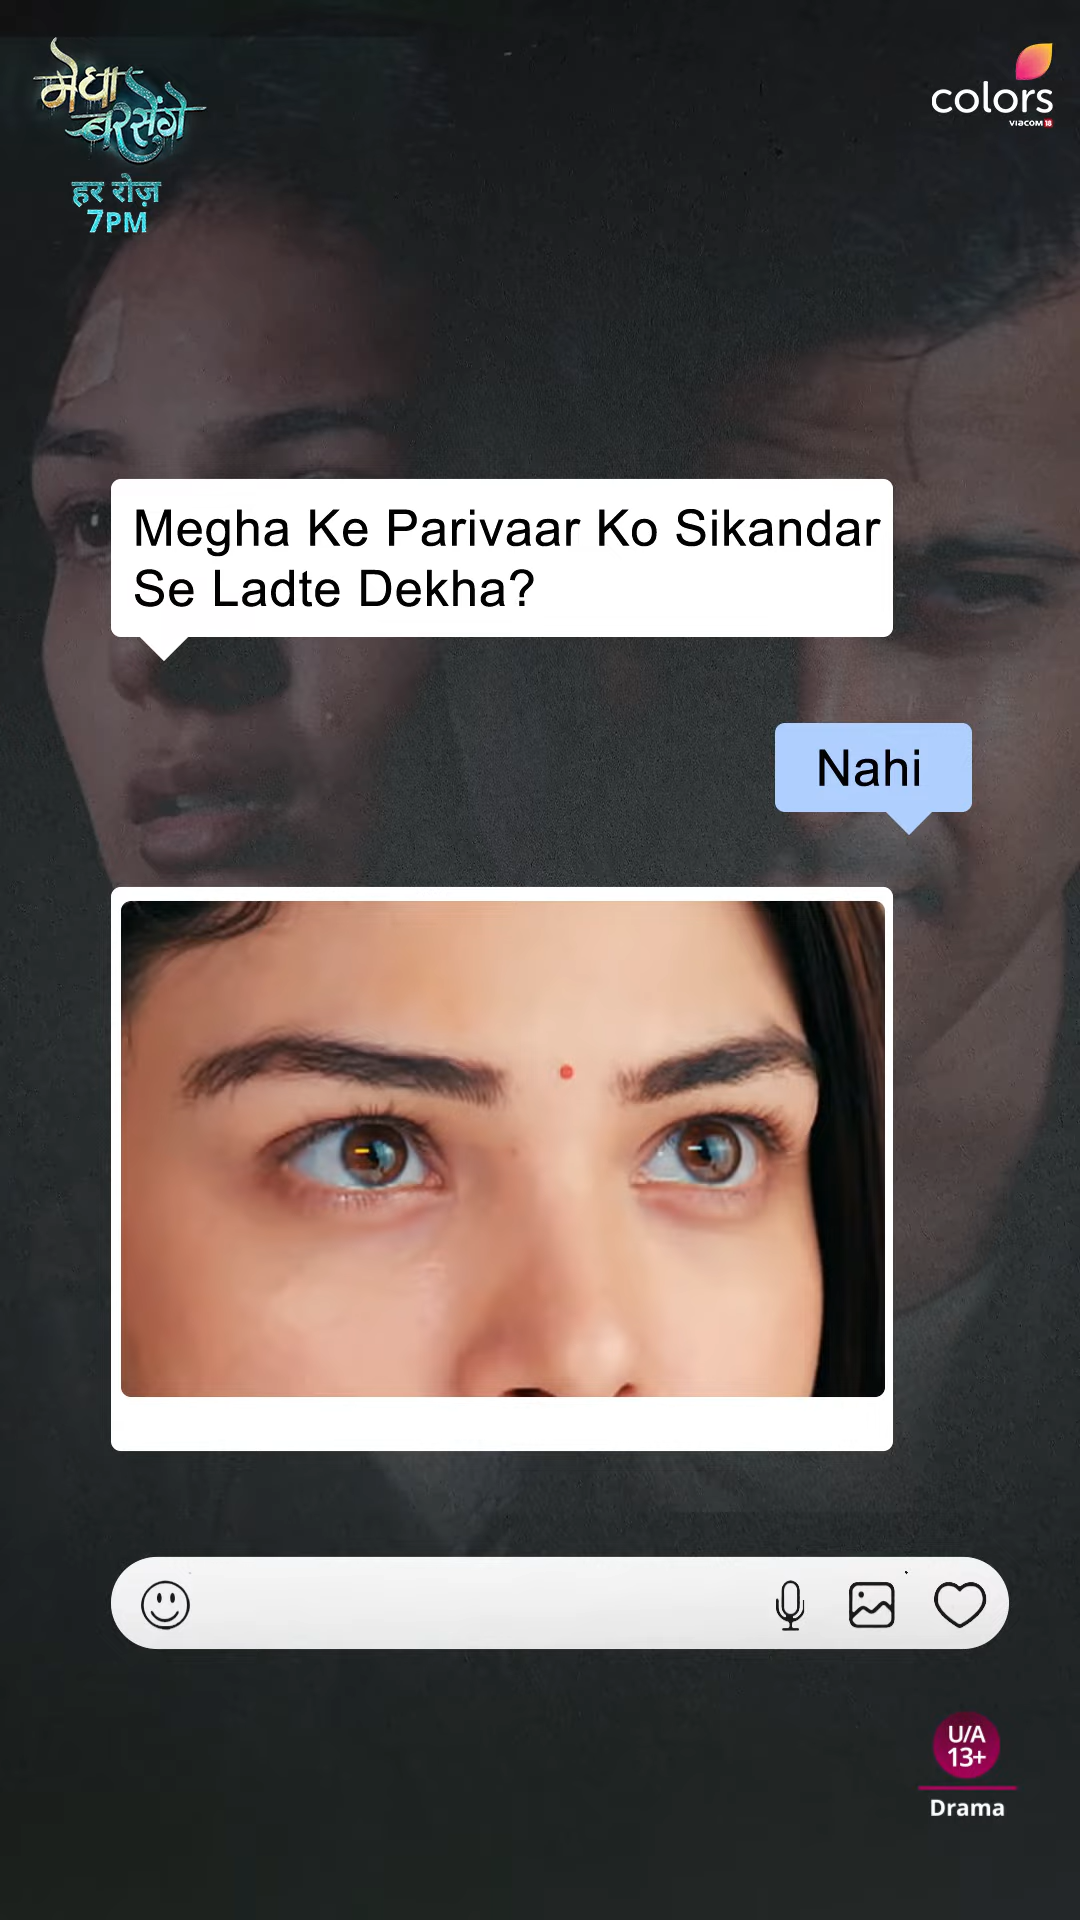 मेघा
बरसेंगे
हर रोज़
7PM
colors
VIACOM18
Megha Ke Parivaar Ko Sikandar
Se Ladte Dekha?
Nahi
U/A
13+
Drama